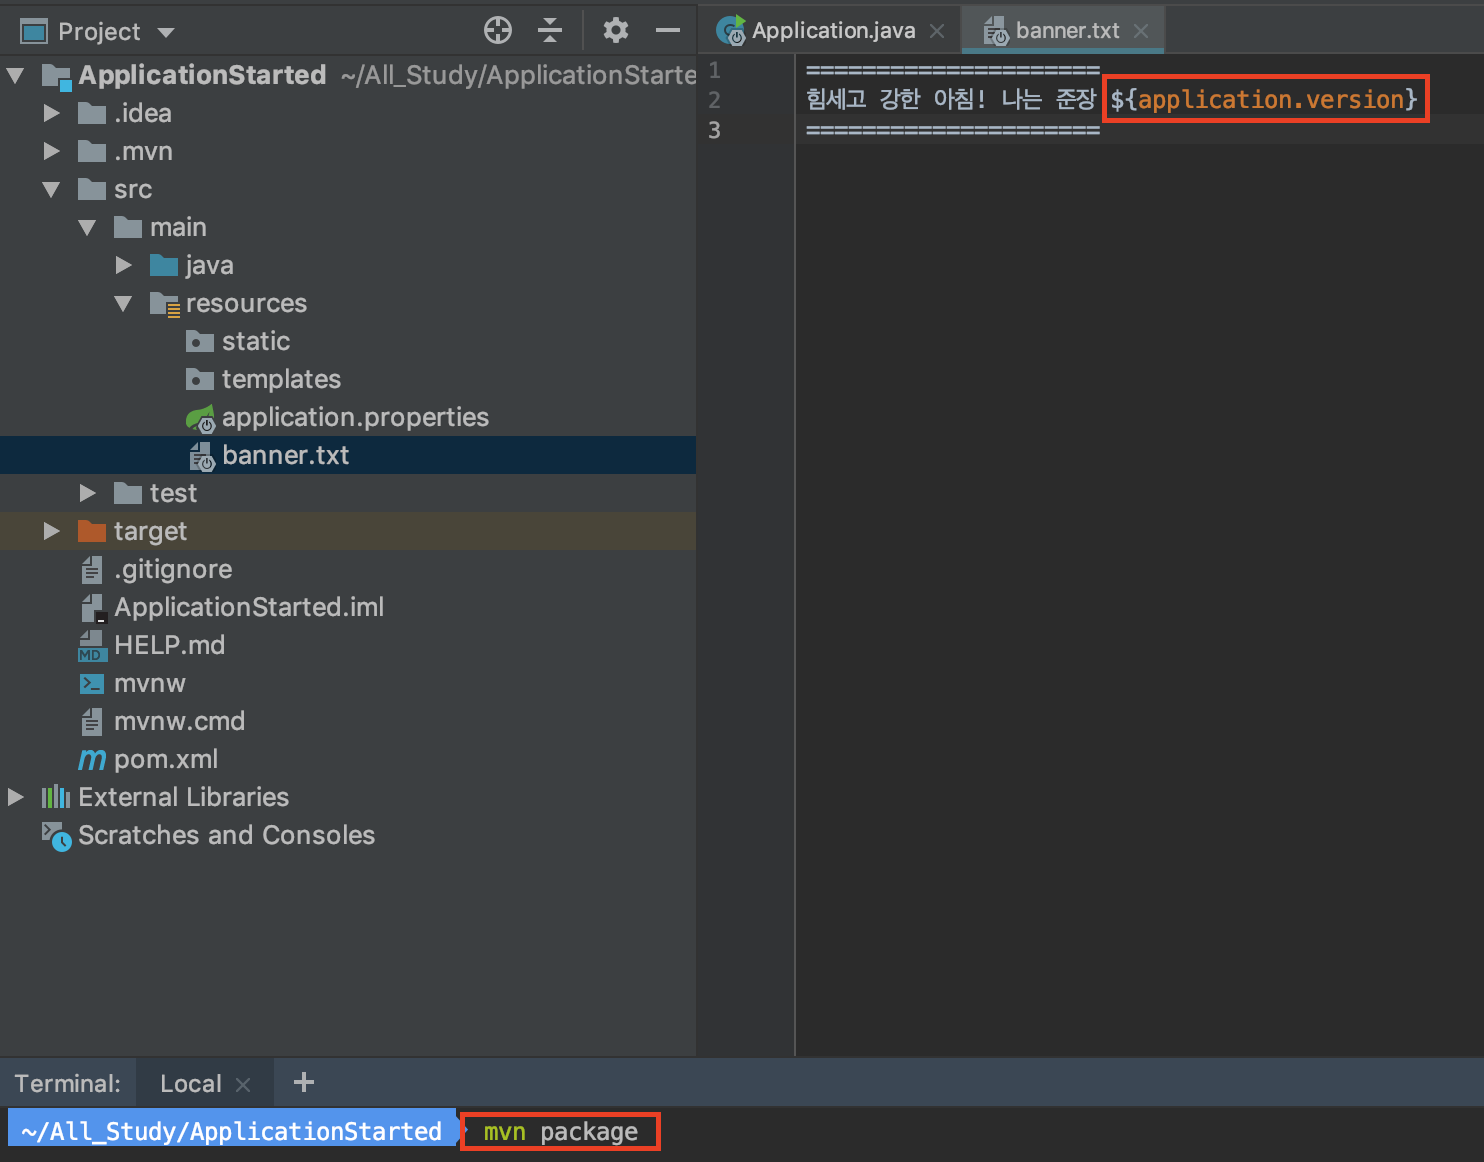 Project
ApplicationStarted ~/All_Study/ApplicationStarte
.idea
.mvn
src
main
java
resources
static
templates
application.properties
banner.txt
test
target
.gitignore
ApplicationStarted.iml
HELP.md
mvnw
mvnw.cmd
pom.xml
External Libraries
Scratches and Consoles
Application.java
banner.txt
1 =====================
2 힘세고 강한 아침! 나는 준장 ${application.version}
3 =====================
Terminal: Local
~/All_Study/ApplicationStarted mvn package